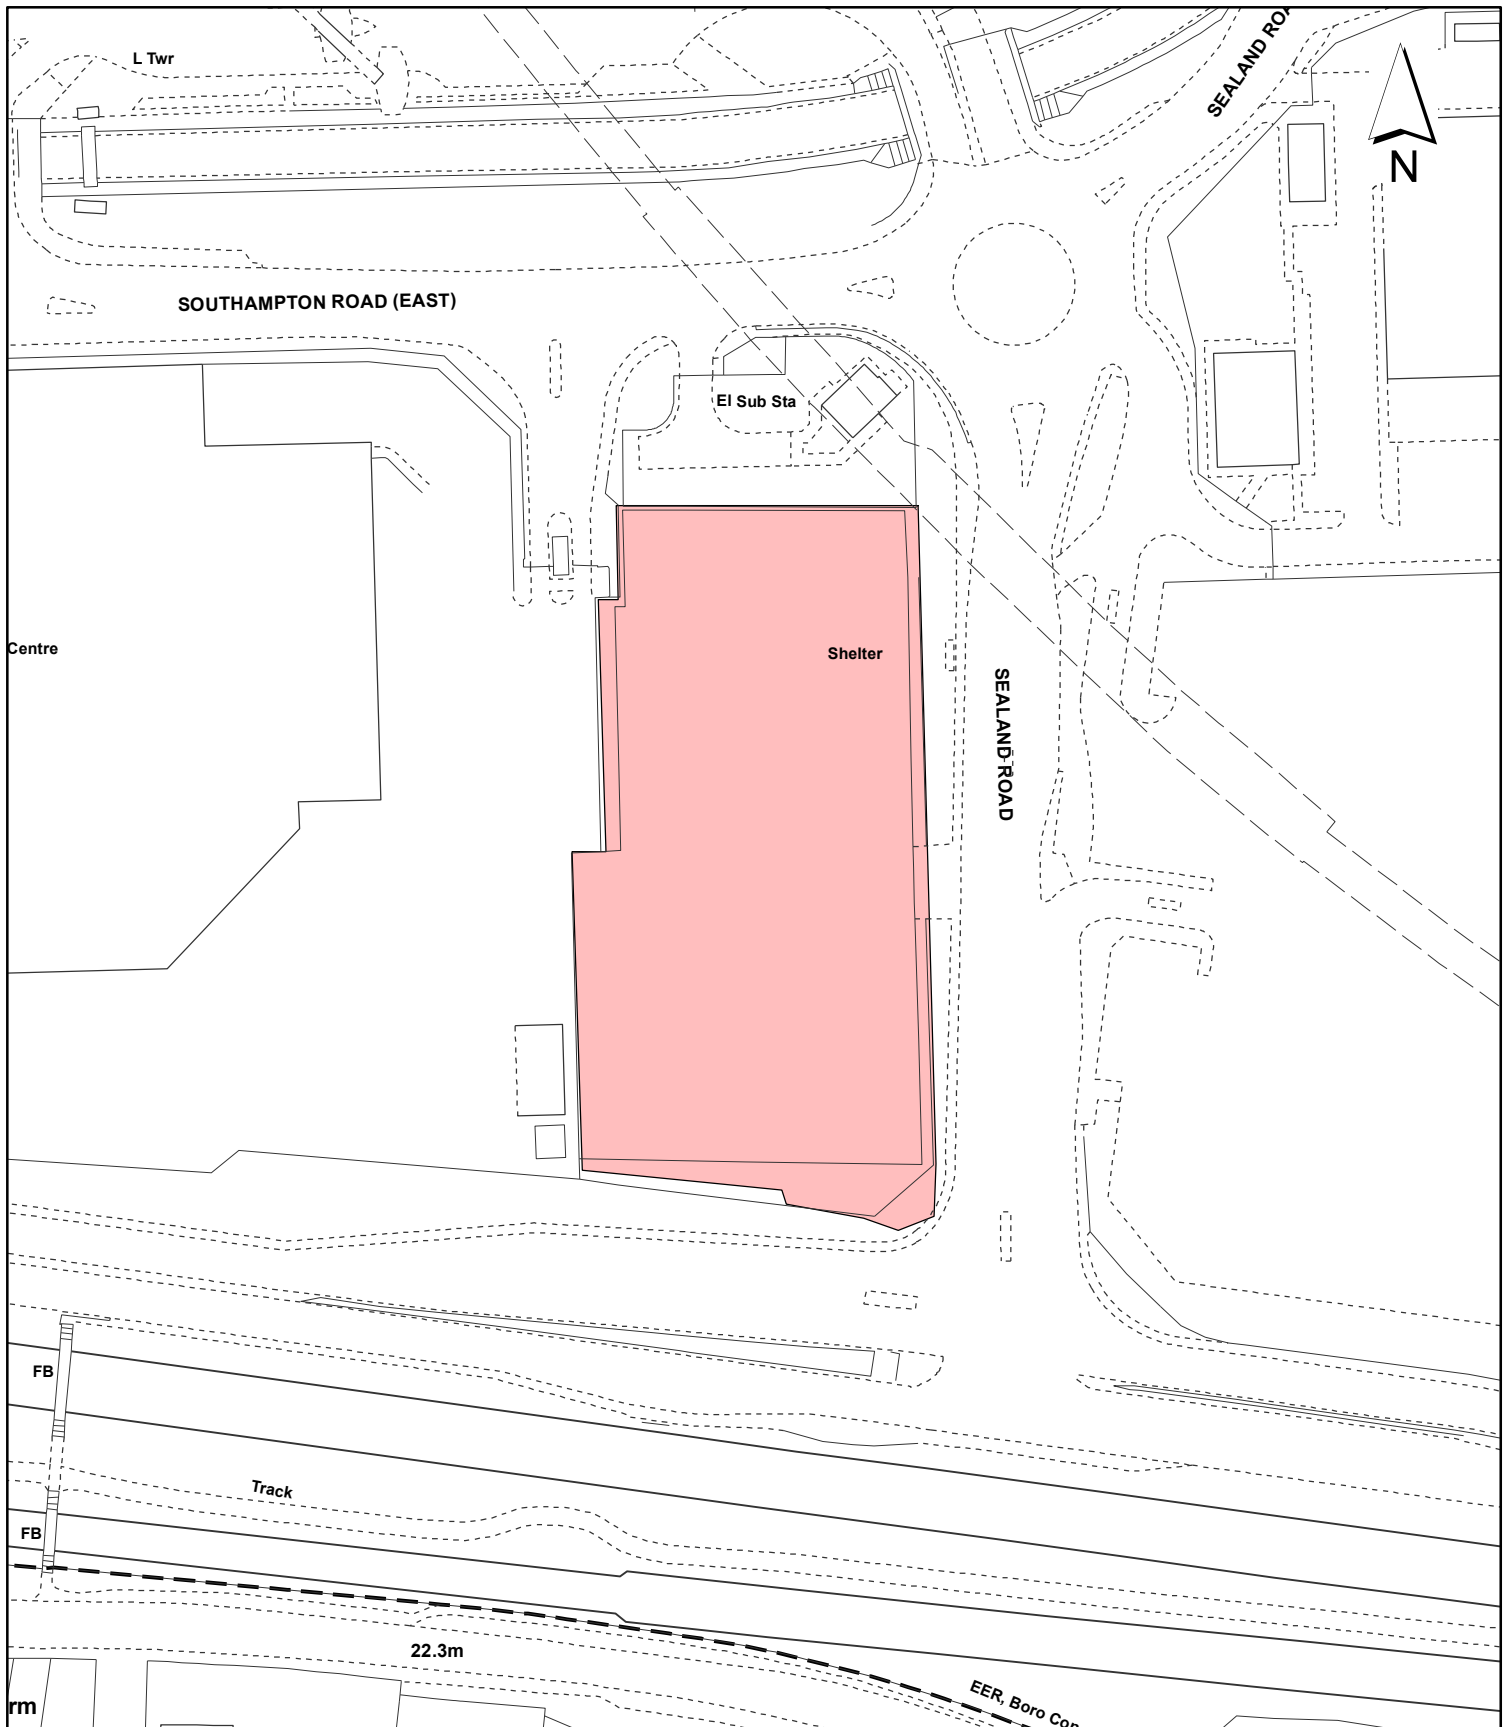 L Twr
SEALAND ROA
N
SOUTHAMPTON ROAD (EAST)
El Sub Sta
Centre
Shelter
SEALAND ROAD
FB
Track
FB
22.3m
EER, Boro Con
rm